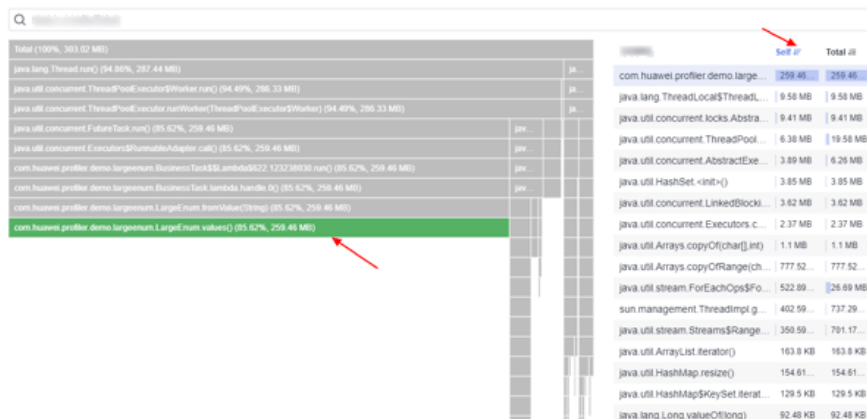 Self Total
Total (100%, 303.02 MB)
java.lang.Thread.run() (94.86%, 287.44 MB) ja...
java.util.concurrent.ThreadPoolExecutor$Worker.run() (94.49%, 286.33 MB)
java.util.concurrent.ThreadPoolExecutor.runWorker(ThreadPoolExecutor$Worker) (94.49%, 286.33 MB) ja...
java.util.concurrent.FutureTask.run() (85.62%, 259.46 MB) jav...
java.util.concurrent.Executors$RunnableAdapter.call() (85.62%, 259.46 MB) jav...
com.huawei.profiler.demo.largeenum.BusinessTask$$Lambda$622.123238030.run() (85.62%, 259.46 MB) jav...
com.huawei.profiler.demo.largeenum.BusinessTask.lambda.handle.0() (85.62%, 259.46 MB) jav...
com.huawei.profiler.demo.largeenum.LargeEnum.fromValue(String) (85.62%, 259.46 MB)
com.huawei.profiler.demo.largeenum.LargeEnum.values() (85.62%, 259.46 MB)
com.huawei.profiler.demo.large... 259.46... 259.46...
java.lang.ThreadLocal$ThreadL... 9.58 MB 9.58 MB
java.util.concurrent.locks.Abstra... 9.41 MB 9.41 MB
java.util.concurrent.ThreadPool... 6.38 MB 19.58 MB
java.util.concurrent.AbstractExe... 3.89 MB 6.26 MB
java.util.HashSet.<init>() 3.85 MB 3.85 MB
java.util.concurrent.LinkedBlocki... 3.62 MB 3.62 MB
java.util.concurrent.Executors.c... 2.37 MB 2.37 MB
java.util.Arrays.copyOf(char[],int) 1.1 MB 1.1 MB
java.util.Arrays.copyOfRange(ch... 777.52... 777.52...
java.util.stream.ForEachOps$Fo... 522.89... 26.69 MB
sun.management.ThreadImpl.g... 402.59... 737.29...
java.util.stream.Streams$Range... 350.59... 701.17...
java.util.ArrayList.iterator() 163.8 KB 163.8 KB
java.util.HashMap.resize() 154.61... 154.61...
java.util.HashMap$KeySet.iterat... 129.5 KB 129.5 KB
java.lang.Long.valueOf(long) 92.48 KB 92.48 KB